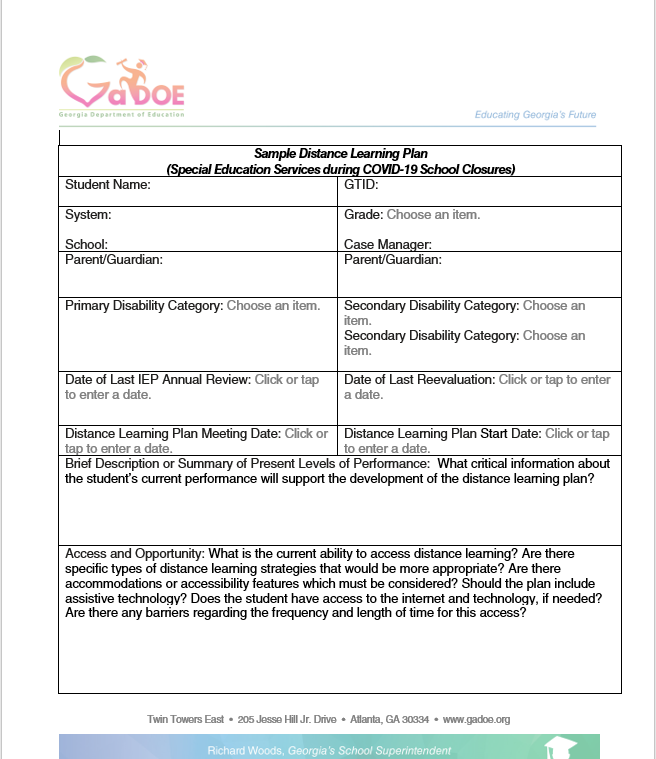 GaDOE
Georgia Department of Education
Educating Georgia's Future
Sample Distance Learning Plan
(Special Education Services during COVID-19 School Closures)
Student Name:
GTID:
System:
School:
Grade: Choose an item.
Case Manager:
Parent/Guardian:
Parent/Guardian:
Primary Disability Category: Choose an item.
Secondary Disability Category: Choose an
item.
Secondary Disability Category: Choose an
item.
Date of Last IEP Annual Review: Click or tap
to enter a date.
Date of Last Reevaluation: Click or tap to enter
a date.
Distance Learning Plan Meeting Date: Click or
tap to enter a date.
Distance Learning Plan Start Date: Click or tap
to enter a date.
Brief Description or Summary of Present Levels of Performance:  What critical information about
the student's current performance will support the development of the distance learning plan?
Access and Opportunity: What is the current ability to access distance learning? Are there
specific types of distance learning strategies that would be more appropriate? Are there
accommodations or accessibility features which must be considered? Should the plan include
assistive technology? Does the student have access to the internet and technology, if needed?
Are there any barriers regarding the frequency and length of time for this access?
Twin Towers East • 205 Jesse Hill Jr. Drive • Atlanta, GA 30334 • www.gadoe.org
Richard Woods, Georgia's School Superintendent